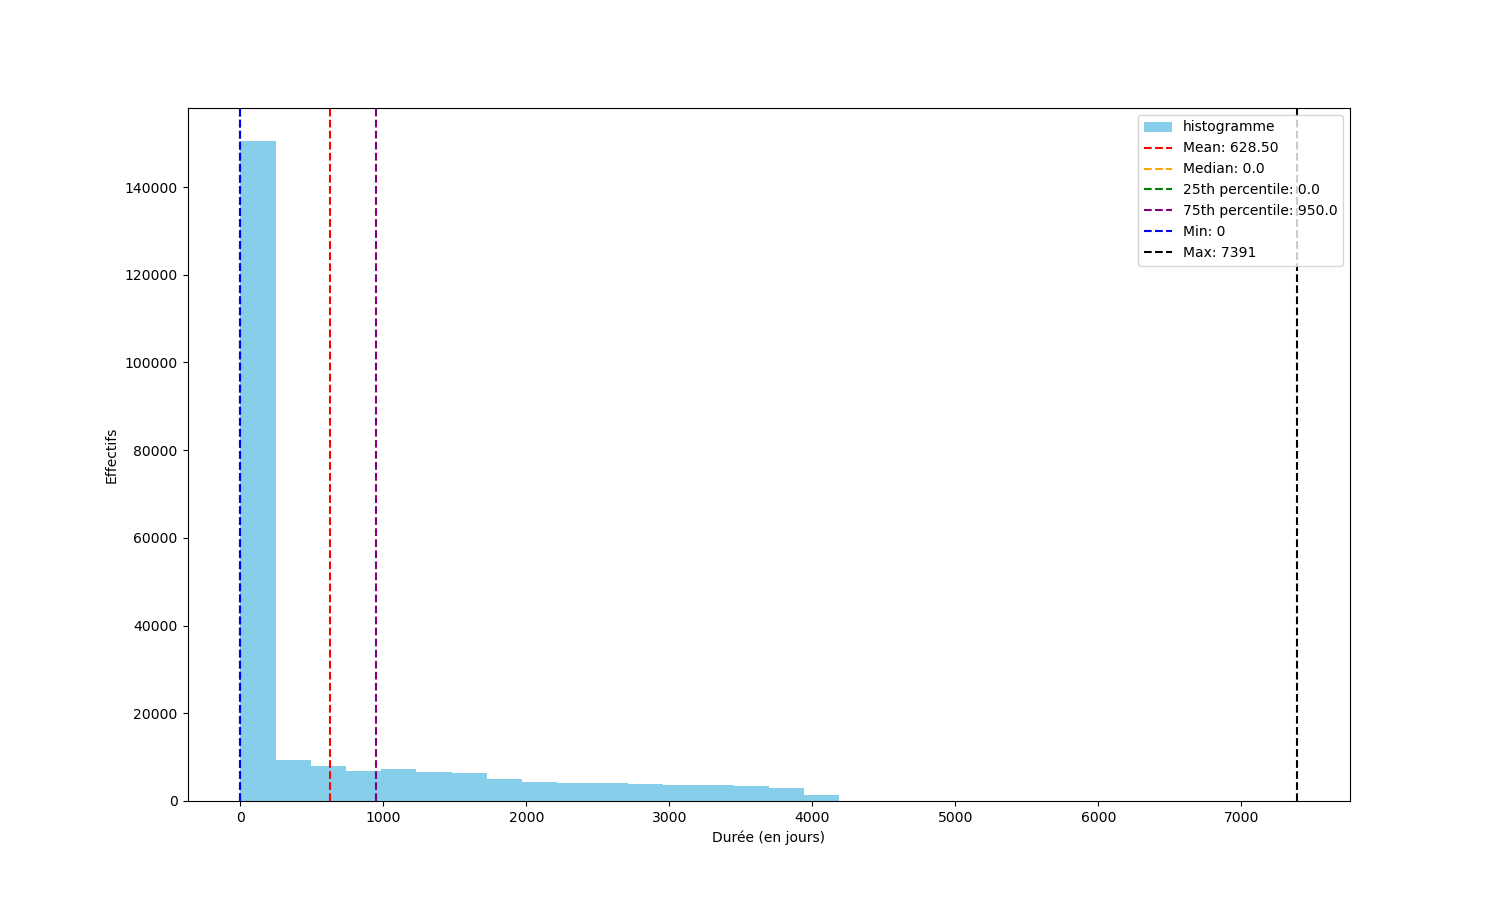 histogramme
Mean: 628.50
Median: 0.0
25th percentile: 0.0
75th percentile: 950.0
Min: 0
Max: 7391
140000
120000
100000
80000
60000
40000
20000
0
Effectifs
0 1000 2000 3000 4000 5000 6000 7000
Durée (en jours)